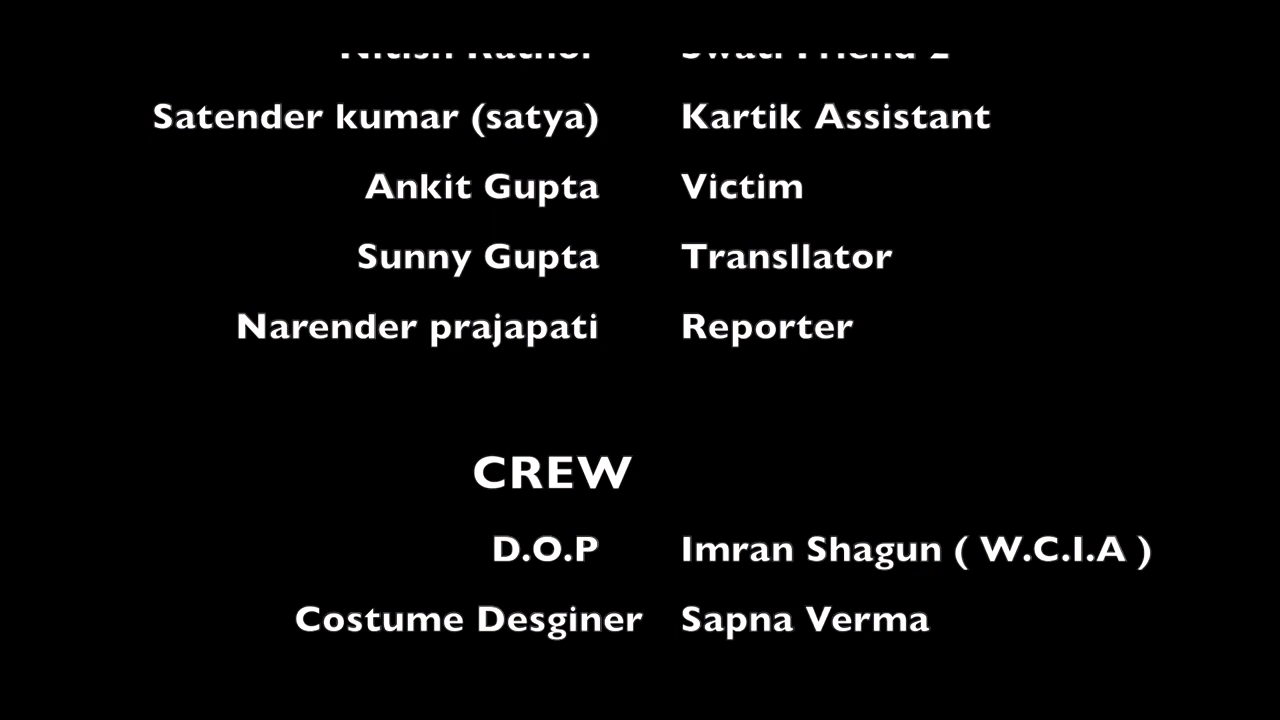 Satender kumar (satya) Kartik Assistant
Ankit Gupta Victim
Sunny Gupta Transllator
Narender prajapati Reporter
CREW
D.O.P Imran Shagun ( W.C.I.A )
Costume Desginer Sapna Verma